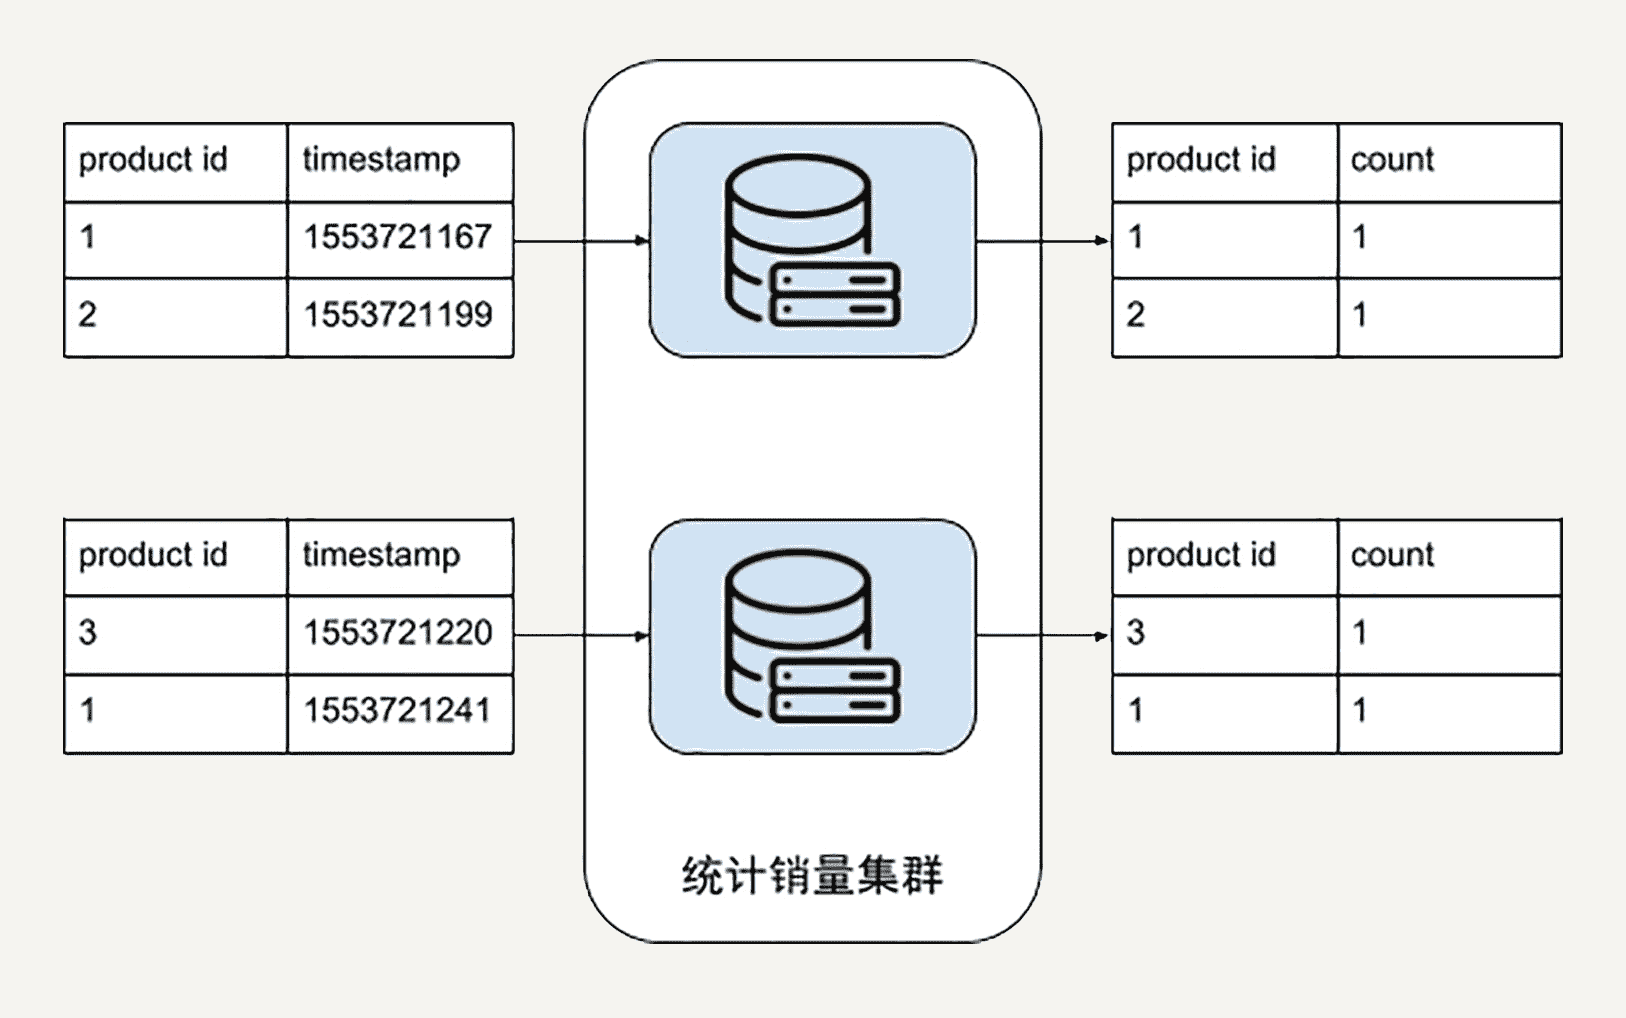 product id timestamp
1 1553721167
2 1553721199
product id count
1 1
2 1
product id timestamp
3 1553721220
1 1553721241
product id count
3 1
1 1
统计销量集群